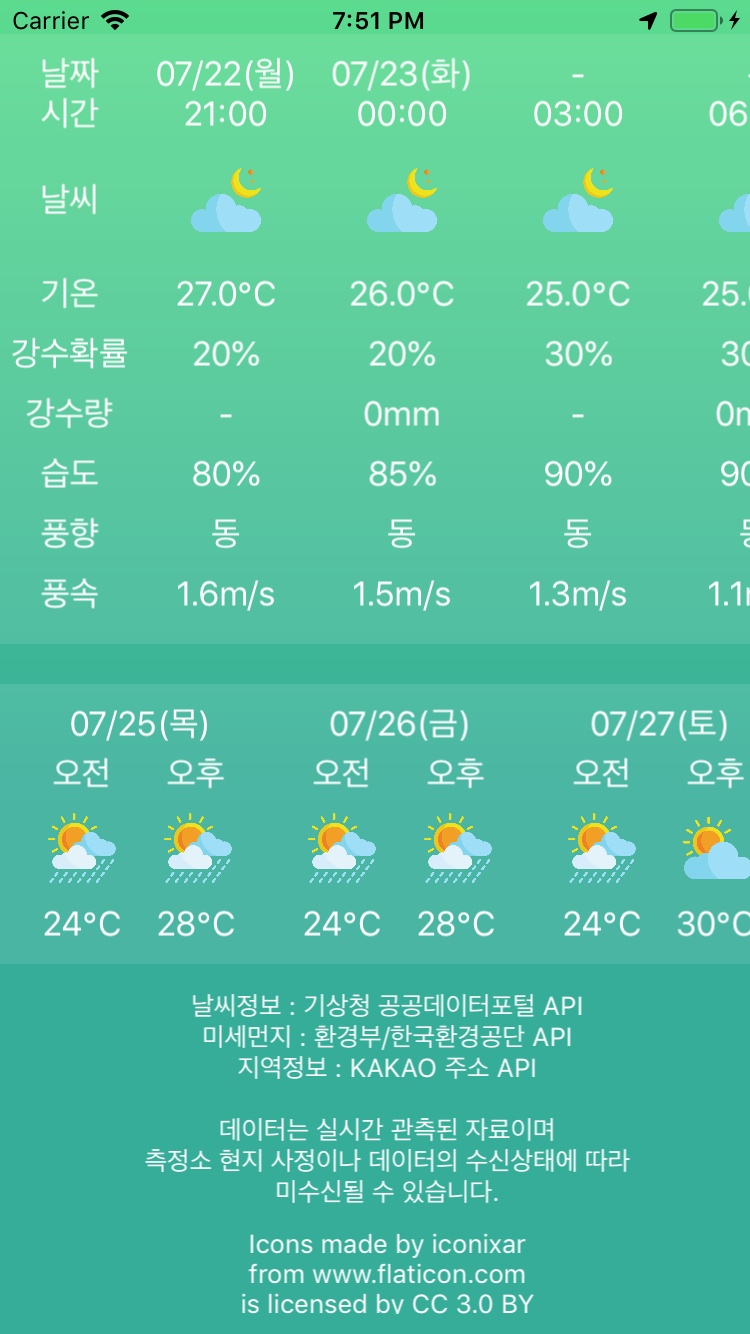 Carrier 7:51 PM
날짜 07/22(월) 07/23(화) - -
시간 21:00 00:00 03:00 06
날씨
기온 27.0°C 26.0°C 25.0°C 25.
강수확률 20% 20% 30% 30
강수량 - 0mm - 0m
습도 80% 85% 90% 90
풍향 동 동 동
풍속 1.6m/s 1.5m/s 1.3m/s 1.1
07/25(목) 07/26(금) 07/27(토)
오전 오후 오전 오후 오전 오후
24°C 28°C 24°C 28°C 24°C 30°C
날씨정보 : 기상청 공공데이터포털 API
미세먼지 : 환경부/한국환경공단 API
지역정보 : KAKAO 주소 API
데이터는 실시간 관측된 자료이며
측정소 현지 사정이나 데이터의 수신상태에 따라
미수신될 수 있습니다.
Icons made by iconixar
from www.flaticon.com
is licensed by CC 3.0 BY